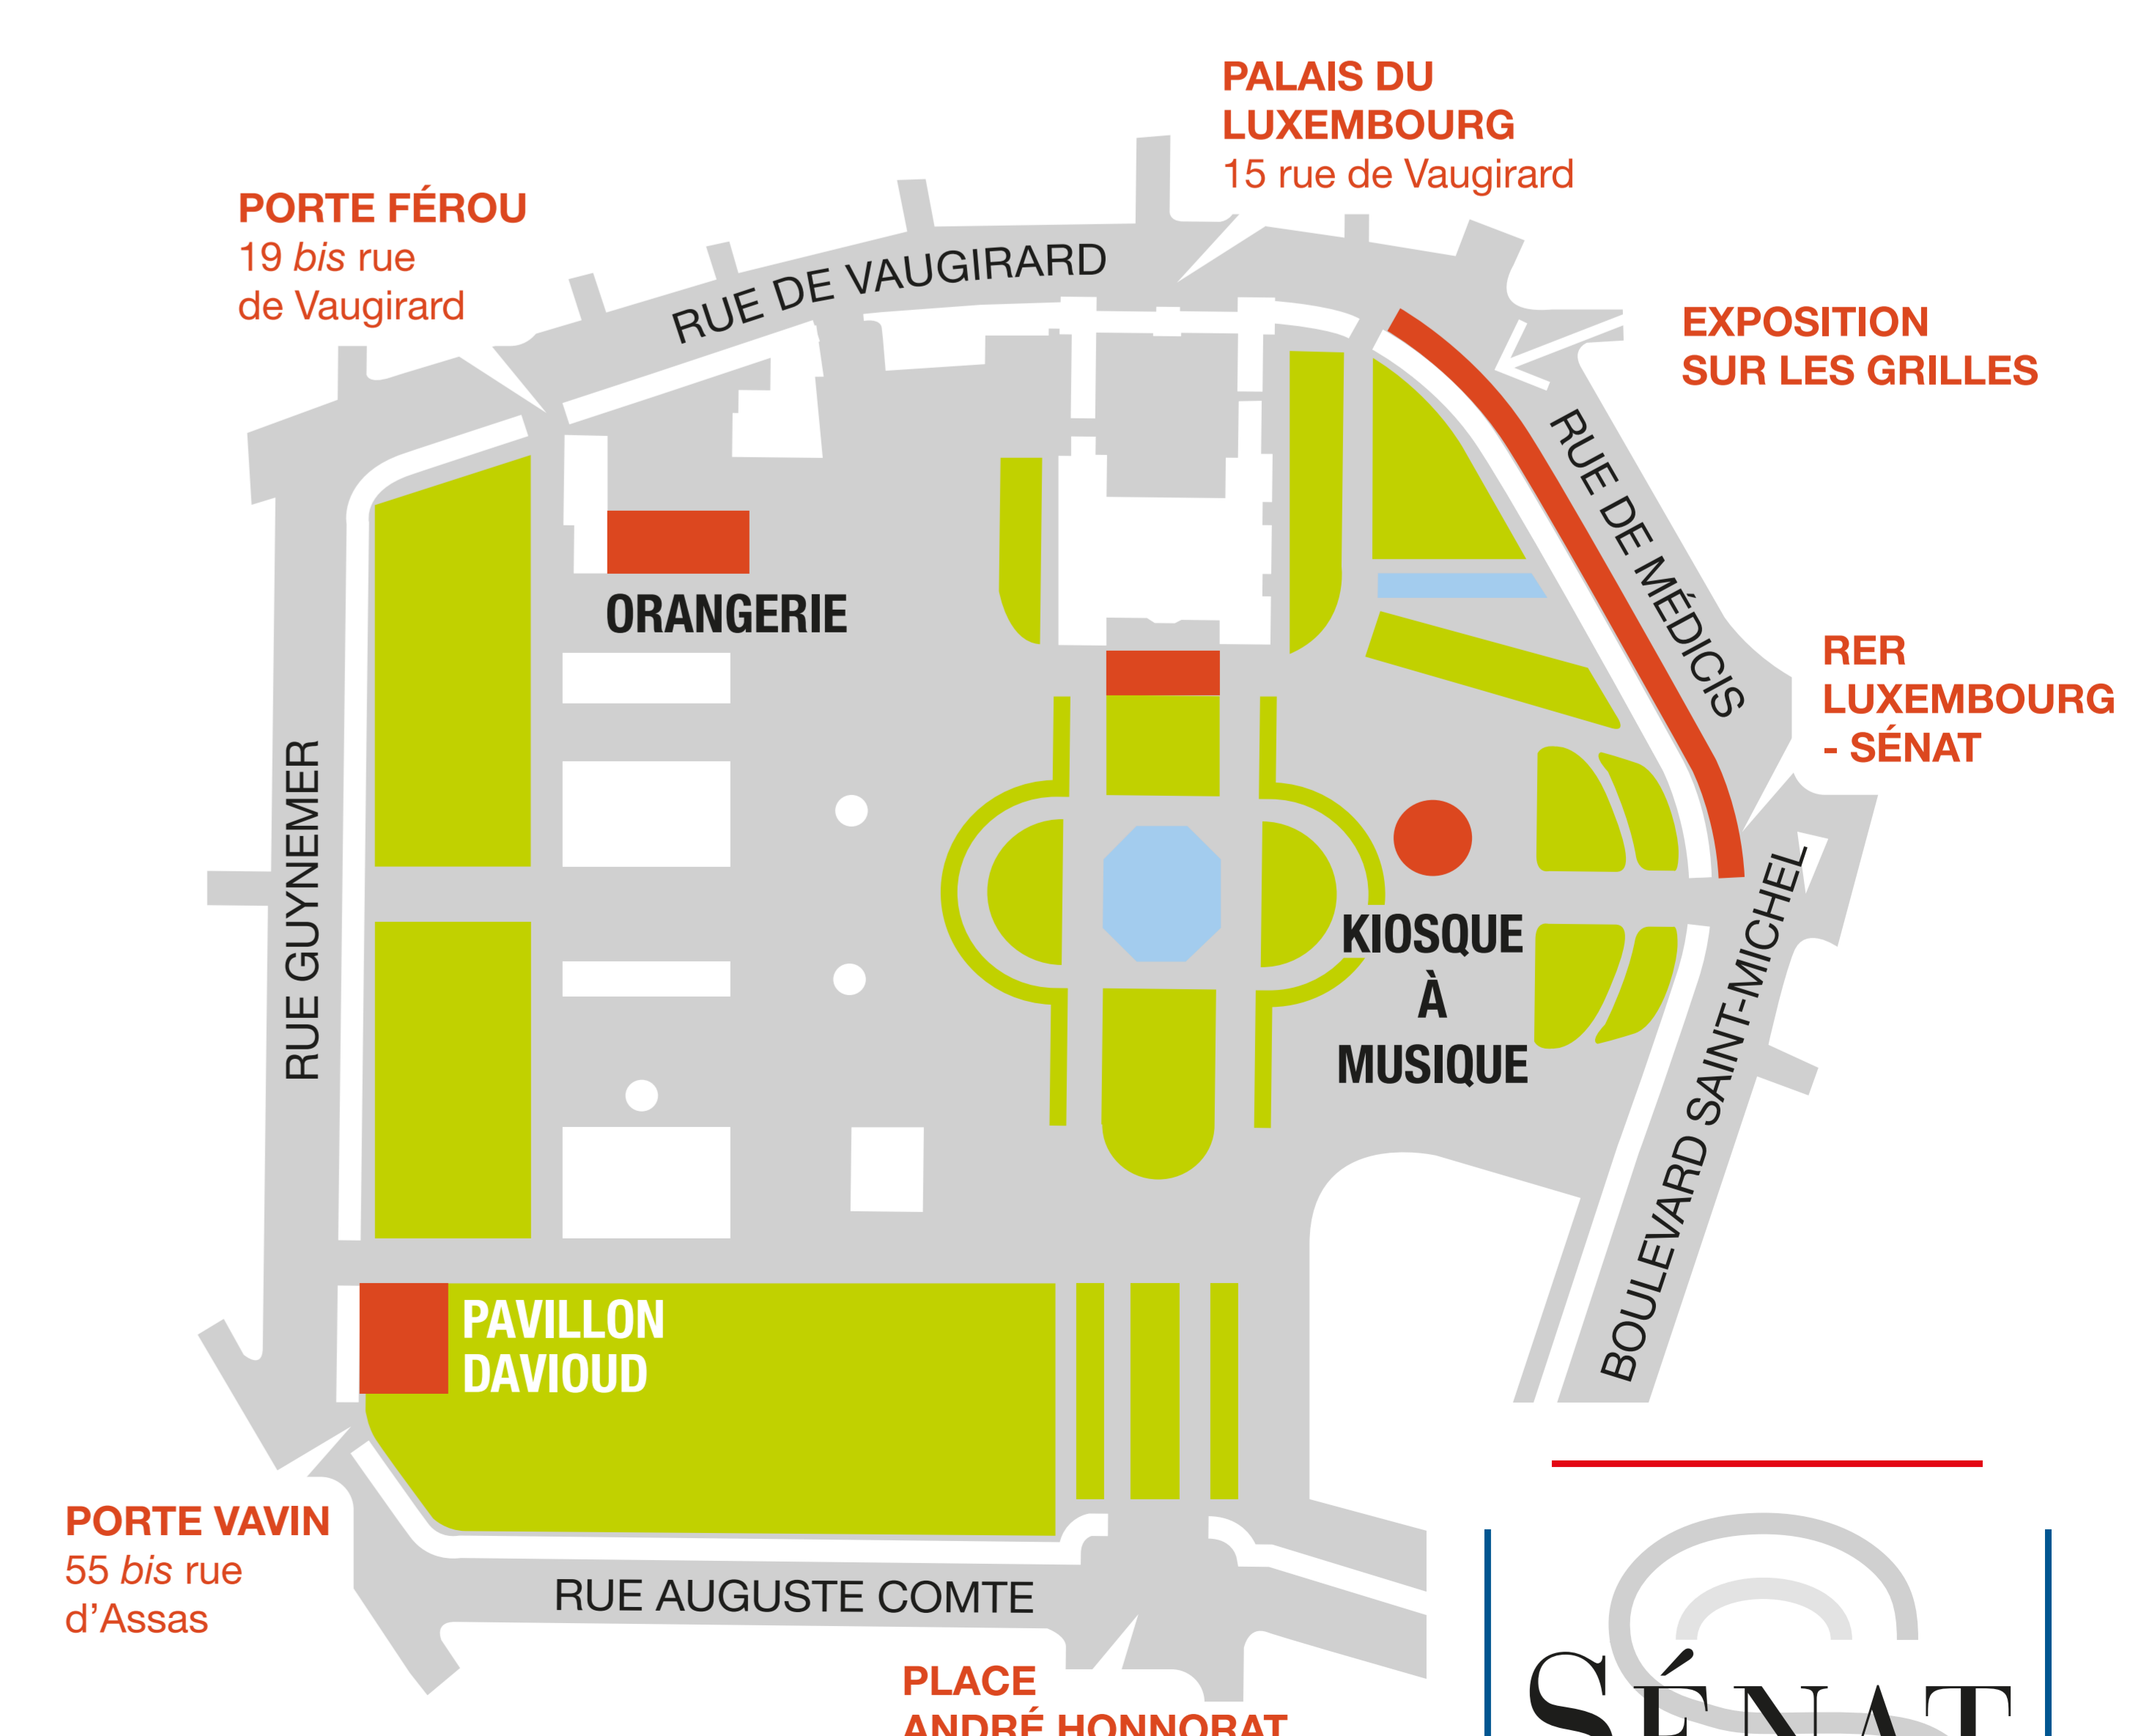 PALAIS DU
LUXEMBOURG
15 rue de Vaugirard
PORTE FÉROU
19 bis rue
de Vaugirard
RUE DE VAUGIRARD
EXPOSITION
SUR LES GRILLES
RUE DE MÉDICIS
ORANGERIE
RER
LUXEMBOURG
- SÉNAT
RUE GUYNEMER
KIOSQUE
À
MUSIQUE
BOULEVARD SAINT-MICHEL
PAVILLON
DAVIOUD
PORTE VAVIN
55 bis rue
d’Assas
RUE AUGUSTE COMTE
PLACE
ANDRÉ HONNORAT
SÉNAT